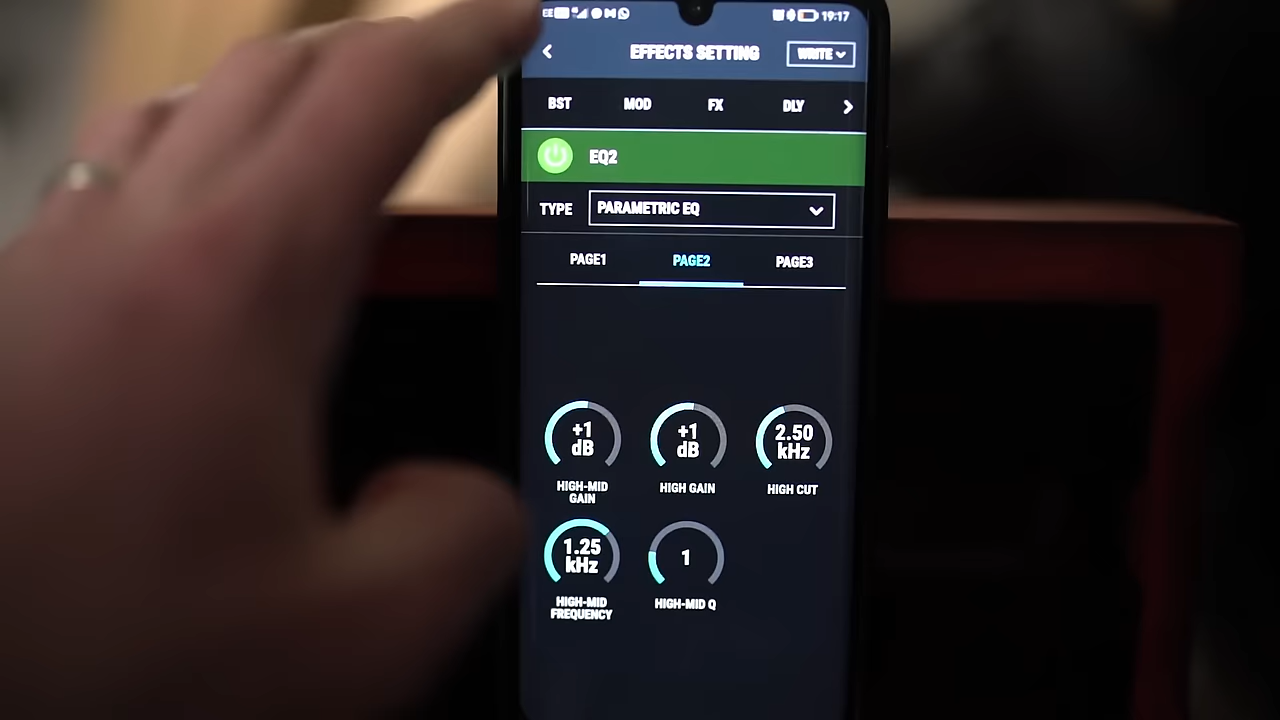 EE 19:17
EFFECTS SETTING WRITE
BST MOD FX DLY
EQ2
TYPE PARAMETRIC EQ
PAGE1 PAGE2 PAGE3
+1 dB
HIGH-MID GAIN
+1 dB
HIGH GAIN
2.50 kHz
HIGH CUT
1.25 kHz
HIGH-MID FREQUENCY
1
HIGH-MID Q